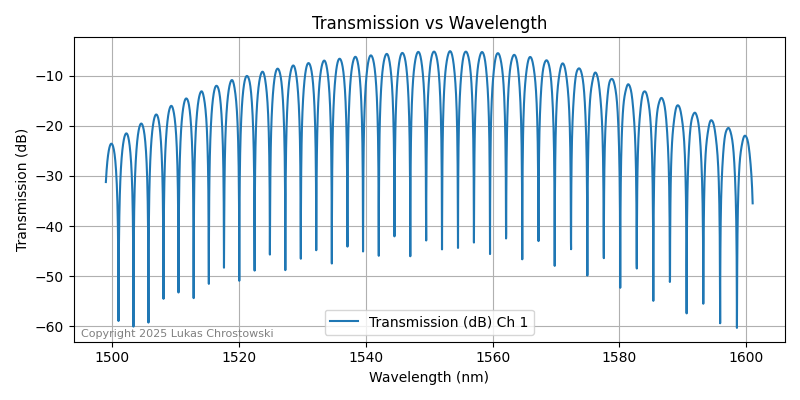 Transmission vs Wavelength
Transmission (dB)
−10
−20
−30
−40
−50
−60
Copyright 2025 Lukas Chrostowski
Transmission (dB) Ch 1
1500 1520 1540 1560 1580 1600
Wavelength (nm)